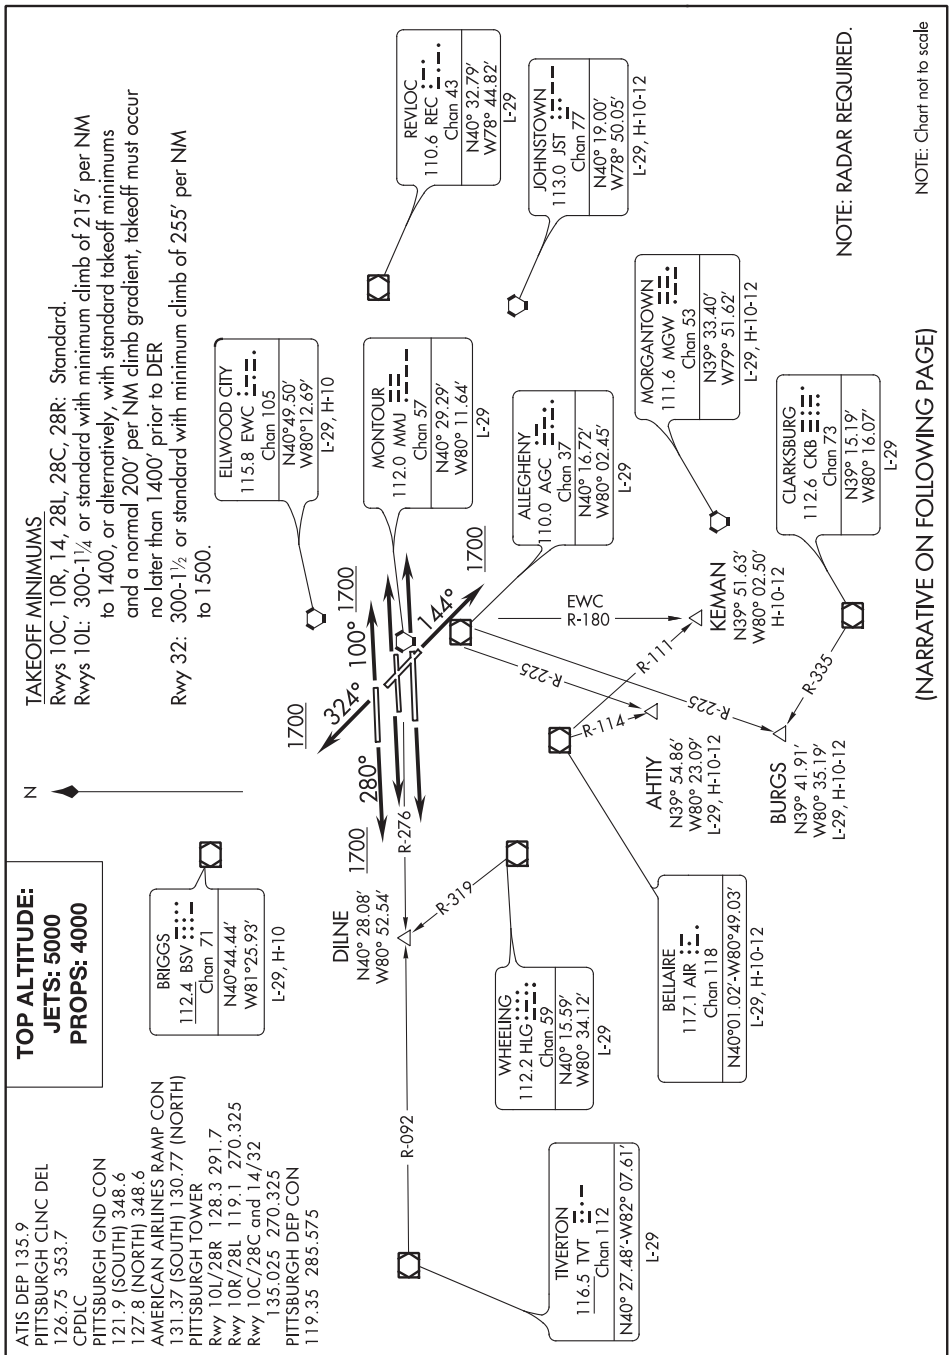 ATIS DEP 135.9
PITTSBURGH CLNC DEL
126.75 353.7
CPDLC
PITTSBURGH GND CON
121.9 (SOUTH) 348.6
127.8 (NORTH) 348.6
AMERICAN AIRLINES RAMP CON
131.37 (SOUTH) 130.77 (NORTH)
PITTSBURGH TOWER
Rwy 10L/28R 128.3 291.7
Rwy 10R/28L 119.1 270.325
Rwy 10C/28C and 14/32
135.025 270.325
PITTSBURGH DEP CON
119.35 285.575
TOP ALTITUDE:
JETS: 5000
PROPS: 4000
N
TAKEOFF MINIMUMS
Rwys 10C, 10R, 14, 28L, 28C, 28R: Standard.
Rwys 10L: 300-1¼ or standard with minimum climb of 215' per NM
to 1400, or alternatively, with standard takeoff minimums
and a normal 200' per NM climb gradient, takeoff must occur
no later than 1400' prior to DER
Rwy 32: 300-1½ or standard with minimum climb of 255' per NM
to 1500.
BRIGGS
112.4 BSV
Chan 71
N40°44.44'
W81°25.93'
L-29, H-10
ELLWOOD CITY
115.8 EWC
Chan 105
N40°49.50'
W80°12.69'
L-29, H-10
MONTOUR
112.0 MMU
Chan 57
N40° 29.29'
W80° 11.64'
L-29
REVLOC
110.6 REC
Chan 43
N40° 32.79'
W78° 44.82'
L-29
JOHNSTOWN
113.0 JST
Chan 77
N40° 19.00'
W78° 50.05'
L-29, H-10-12
1700
324°
100°
1700
1700
280°
144°
1700
R-276
DILNE
N40° 28.08'
W80° 52.54'
R-319
R-092
TIVERTON
116.5 TVT
Chan 112
N40° 27.48'-W82° 07.61'
L-29
WHEELING
112.2 HLG
Chan 59
N40° 15.59'
W80° 34.12'
L-29
ALLEGHENY
110.0 AGC
Chan 37
N40° 16.72'
W80° 02.45'
L-29
EWC
R-180
R-225
R-225
R-111
R-114
R-335
KEMAN
N39° 51.63'
W80° 02.50'
H-10-12
AHTIY
N39° 54.86'
W80° 23.09'
L-29, H-10-12
BURGS
N39° 41.91'
W80° 35.19'
L-29, H-10-12
BELLAIRE
117.1 AIR
Chan 118
N40°01.02'-W80°49.03'
L-29, H-10-12
MORGANTOWN
111.6 MGW
Chan 53
N39° 33.40'
W79° 51.62'
L-29, H-10-12
CLARKSBURG
112.6 CKB
Chan 73
N39° 15.19'
W80° 16.07'
L-29
NOTE: RADAR REQUIRED.
(NARRATIVE ON FOLLOWING PAGE)
NOTE: Chart not to scale